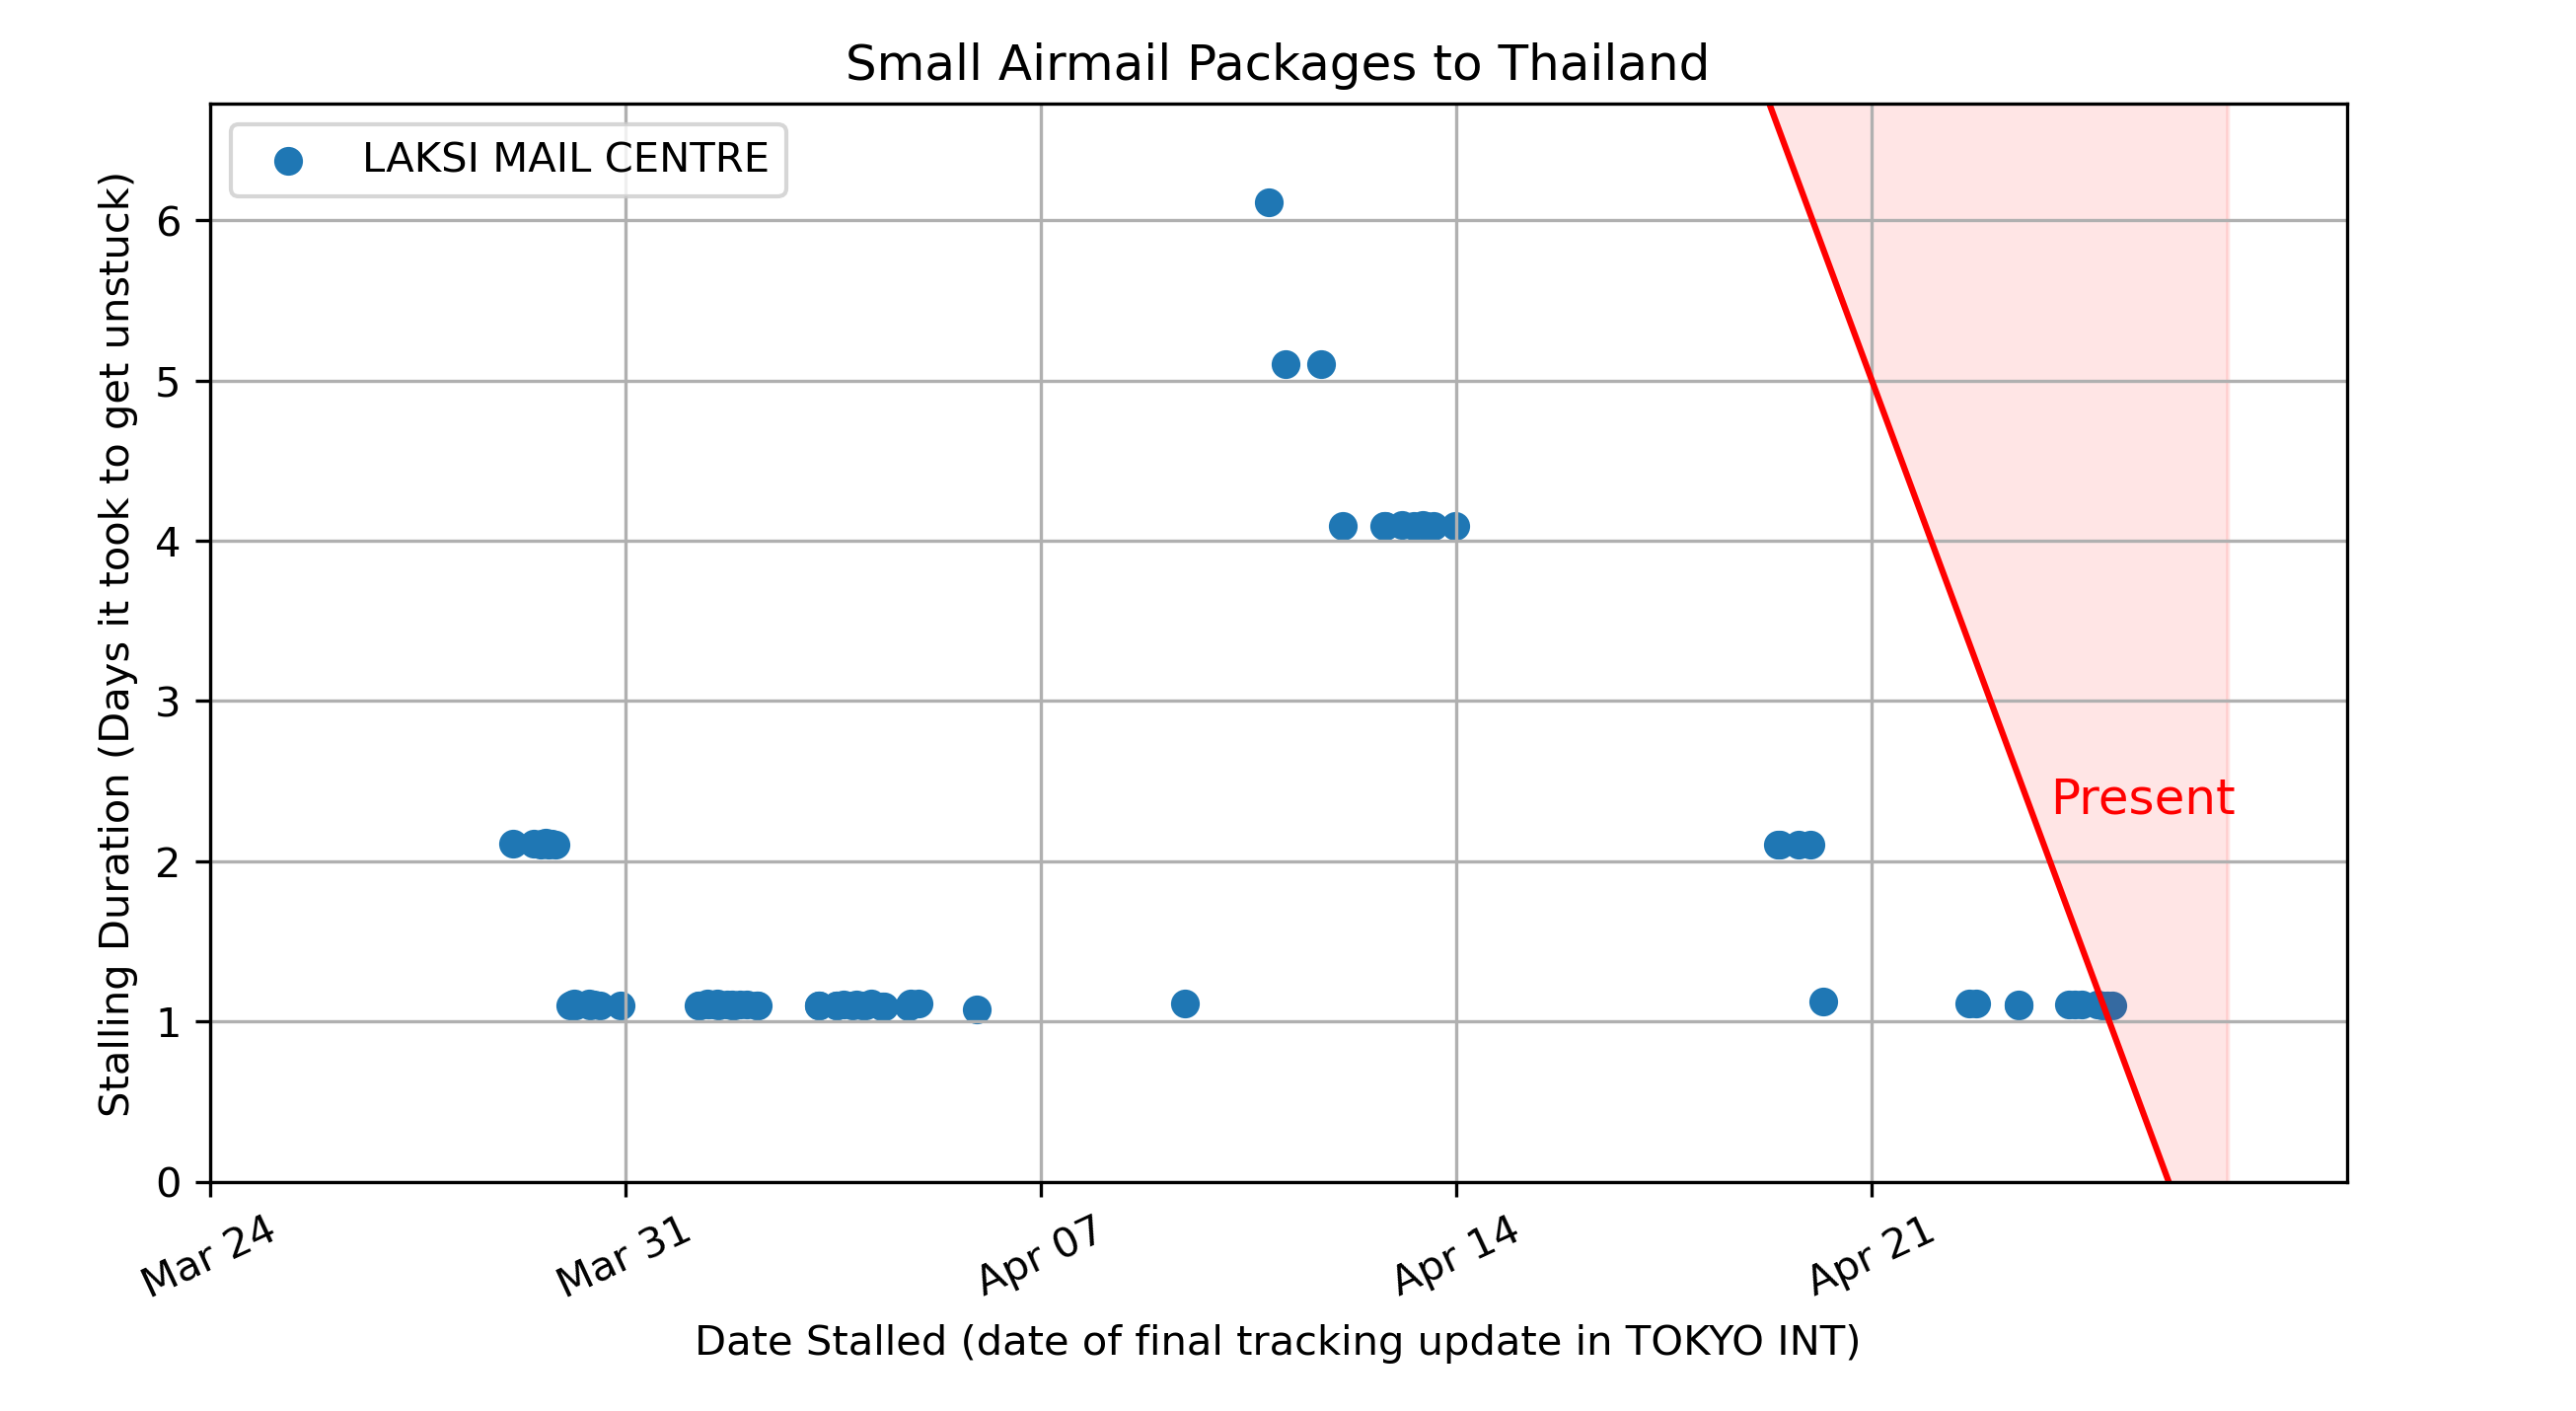 Small Airmail Packages to Thailand
LAKSI MAIL CENTRE
Stalling Duration (Days it took to get unstuck)
6
5
4
3
2
1
0
Present
Mar 24
Mar 31
Apr 07
Apr 14
Apr 21
Date Stalled (date of final tracking update in TOKYO INT)